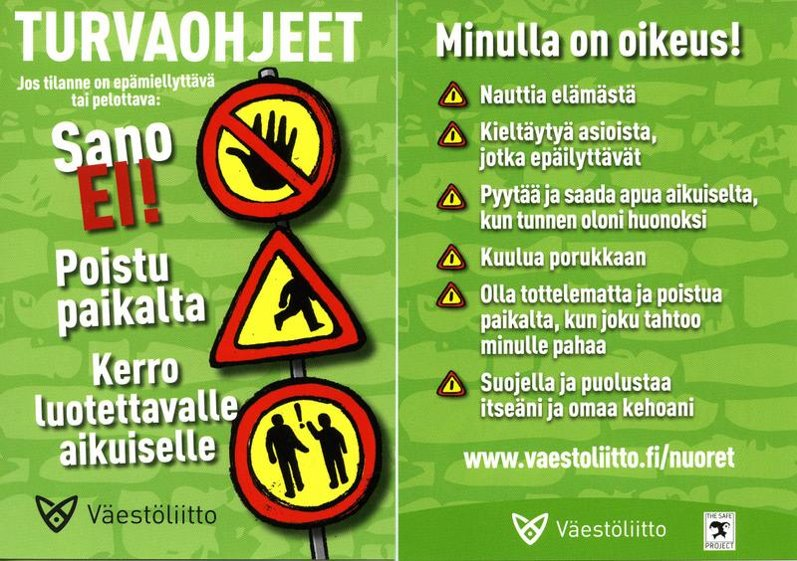 TURVAOHJEET
Jos tilanne on epämiellyttävä
tai pelottava:
Sano
EI!
Poistu
paikalta
Kerro
luotettavalle
aikuiselle
Väestöliitto
Minulla on oikeus!
Nauttia elämästä
Kieltäytyä asioista,
jotka epäilyttävät
Pyytää ja saada apua aikuiselta,
kun tunnen oloni huonoksi
Kuulua porukkaan
Olla tottelematta ja poistua
paikalta, kun joku tahtoo
minulle pahaa
Suojella ja puolustaa
itseäni ja omaa kehoani
www.vaestoliitto.fi/nuoret
Väestöliitto
THE SAFE
PROJECT